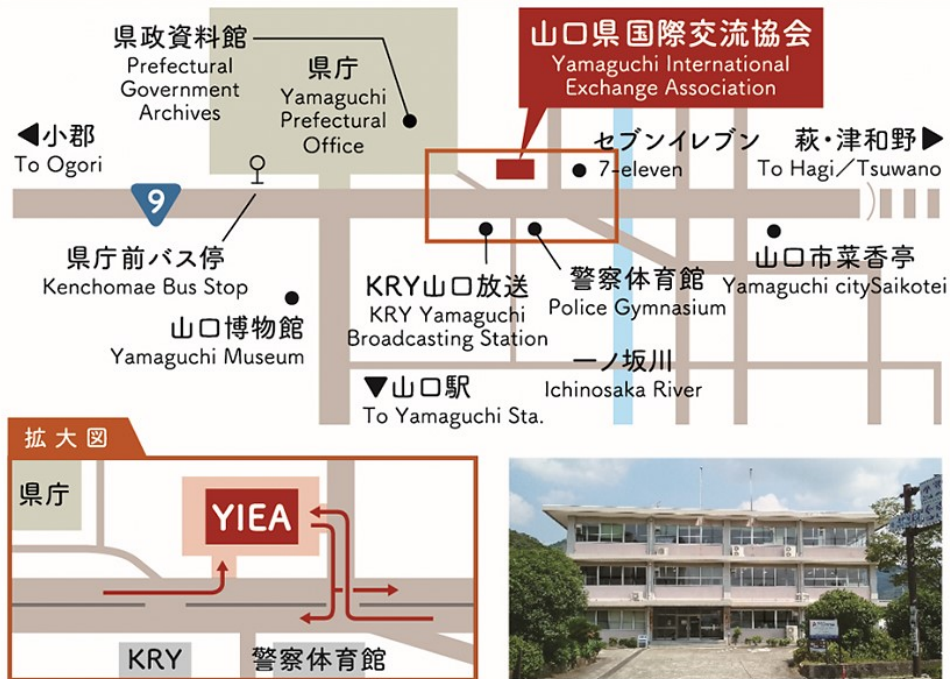 県政資料館
Prefectural
Government
Archives
県庁
Yamaguchi
Prefectural
Office
山口県国際交流協会
Yamaguchi International
Exchange Association
◀小郡
To Ogori
セブンイレブン
7-eleven
萩・津和野▶
To Hagi／Tsuwano
9
県庁前バス停
Kenchomae Bus Stop
山口博物館
Yamaguchi Museum
KRY山口放送
KRY Yamaguchi
Broadcasting Station
警察体育館
Police Gymnasium
山口市菜香亭
Yamaguchi citySaikotei
一ノ坂川
Ichinosaka River
▼山口駅
To Yamaguchi Sta.
拡大図
県庁
YIEA
KRY
警察体育館